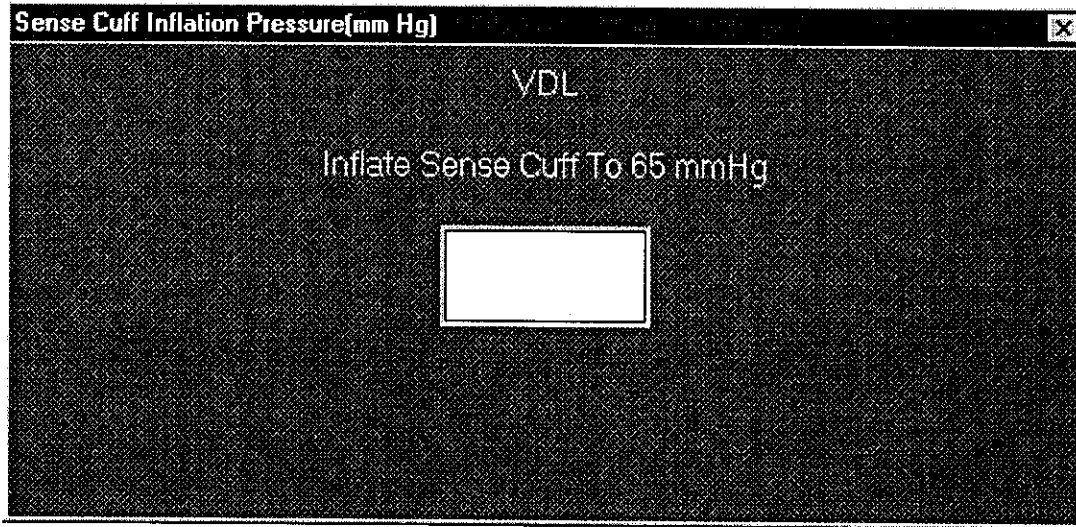 Sense Cuff Inflation Pressure(mm Hg)
VDL
Inflate Sense Cuff To 65 mmHg